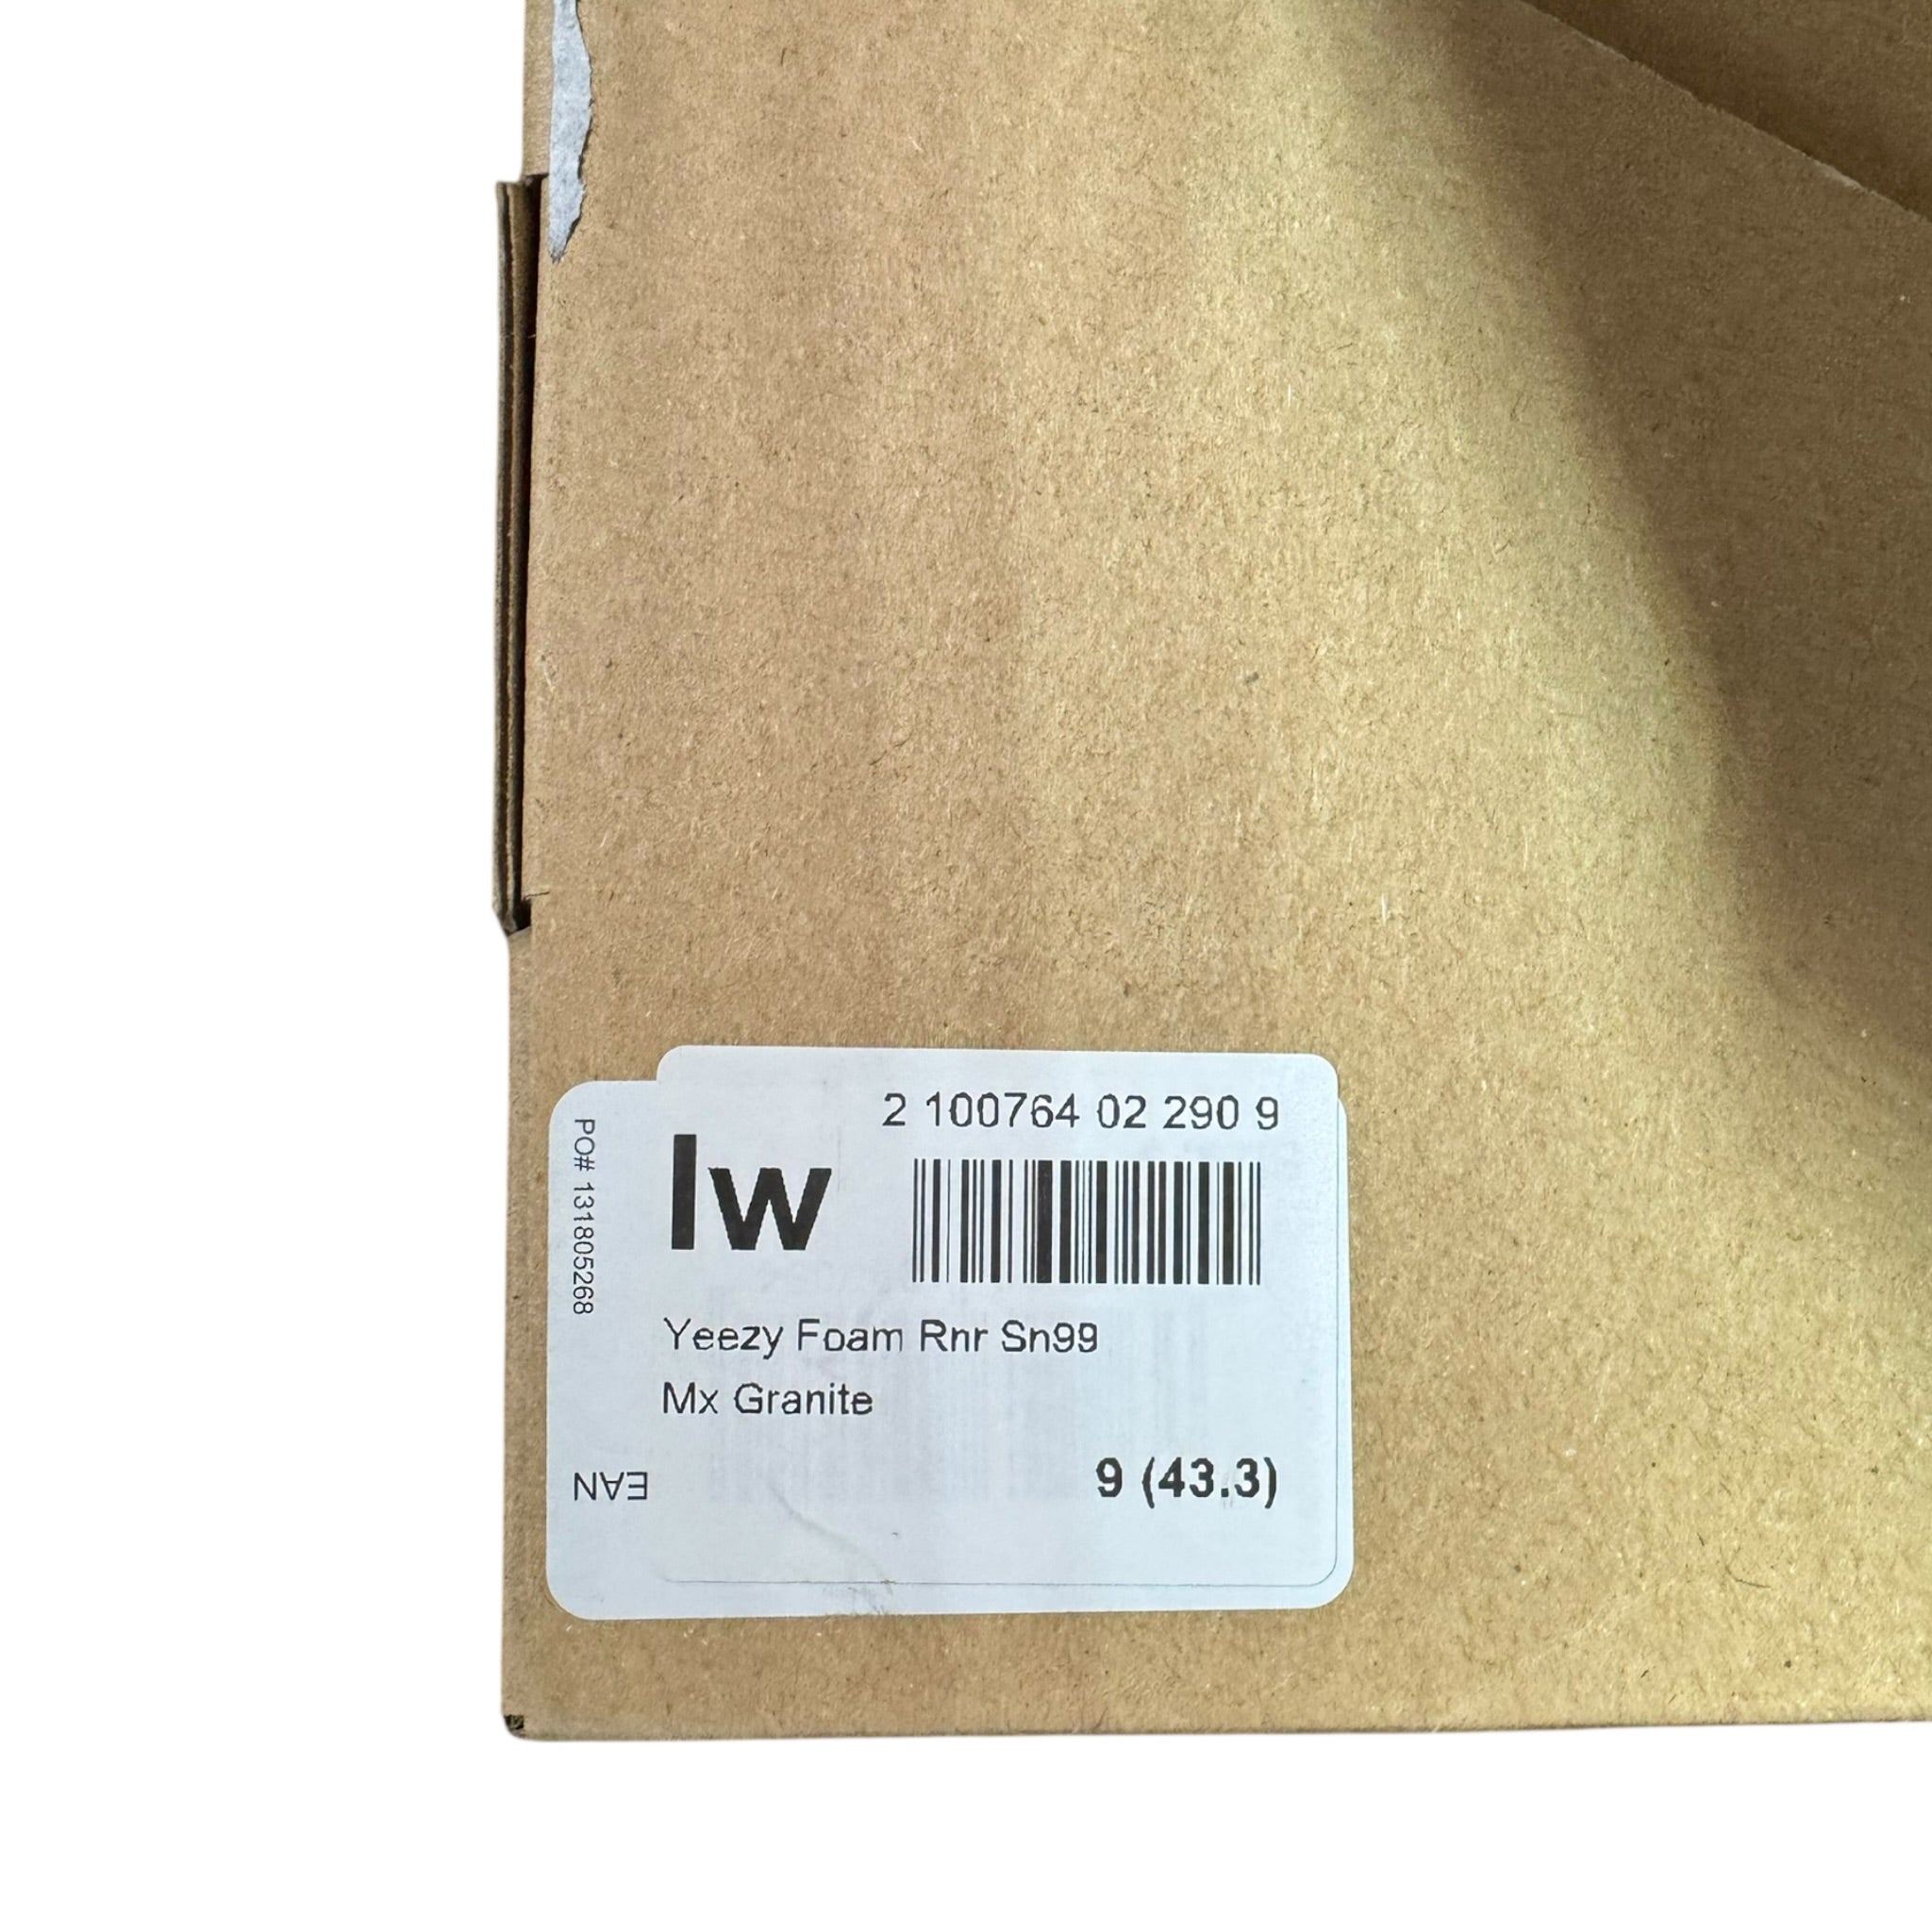 2 100764 02 290 9
lw
PO# 131805268
Yeezy Foam Rnr Sn99
Mx Granite
EAN
9 (43.3)